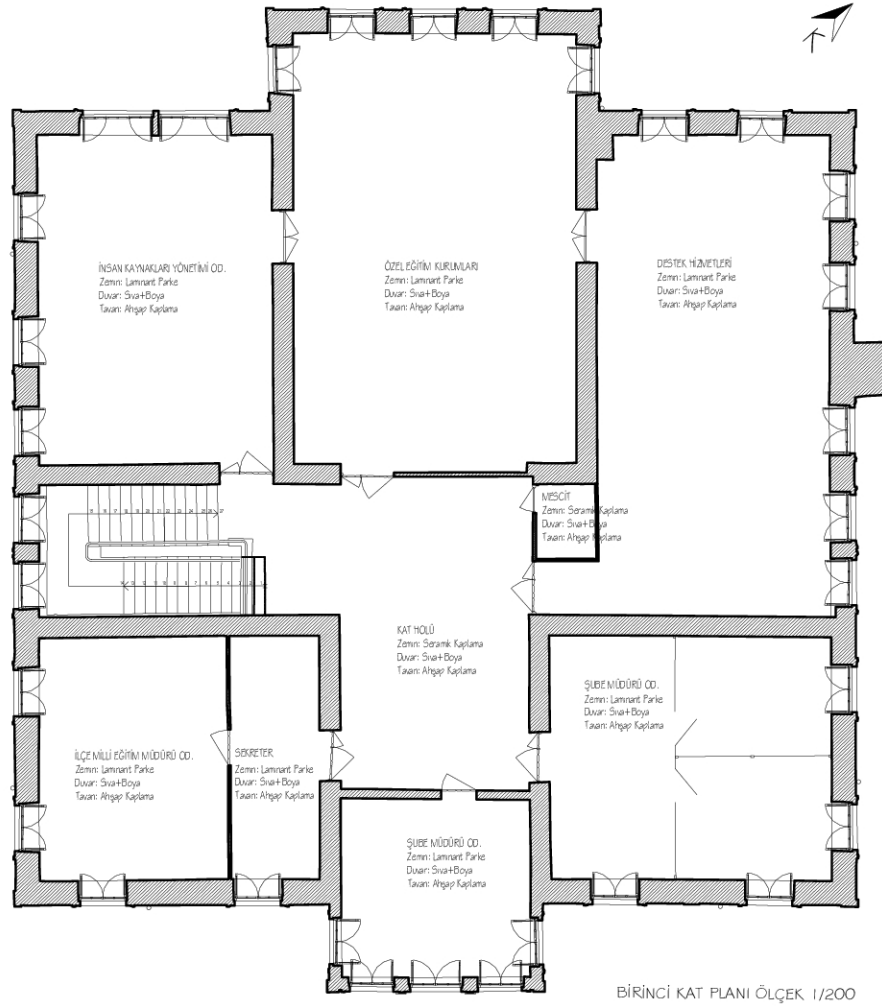 İNSAN KAYNAKLARI YÖNETİMİ OD.
Zemin: Laminant Parke
Duvar: Sıva+Boya
Tavan: Ahşap Kaplama
ÖZEL EĞİTİM KURUMLARI
Zemin: Laminant Parke
Duvar: Sıva+Boya
Tavan: Ahşap Kaplama
DESTEK HİZMETLERİ
Zemin: Laminant Parke
Duvar: Sıva+Boya
Tavan: Ahşap Kaplama
MESCİT
Zemin: Seramik Kaplama
Duvar: Sıva+Boya
Tavan: Ahşap Kaplama
KAT HOLÜ
Zemin: Seramik Kaplama
Duvar: Sıva+Boya
Tavan: Ahşap Kaplama
ŞUBE MÜDÜRÜ OD.
Zemin: Laminant Parke
Duvar: Sıva+Boya
Tavan: Ahşap Kaplama
İLÇE MİLLİ EĞİTİM MÜDÜRÜ OD.
Zemin: Laminant Parke
Duvar: Sıva+Boya
Tavan: Ahşap Kaplama
SEKRETER
Zemin: Laminant Parke
Duvar: Sıva+Boya
Tavan: Ahşap Kaplama
ŞUBE MÜDÜRÜ OD.
Zemin: Laminant Parke
Duvar: Sıva+Boya
Tavan: Ahşap Kaplama
BİRİNCİ KAT PLANI ÖLÇEK 1/200